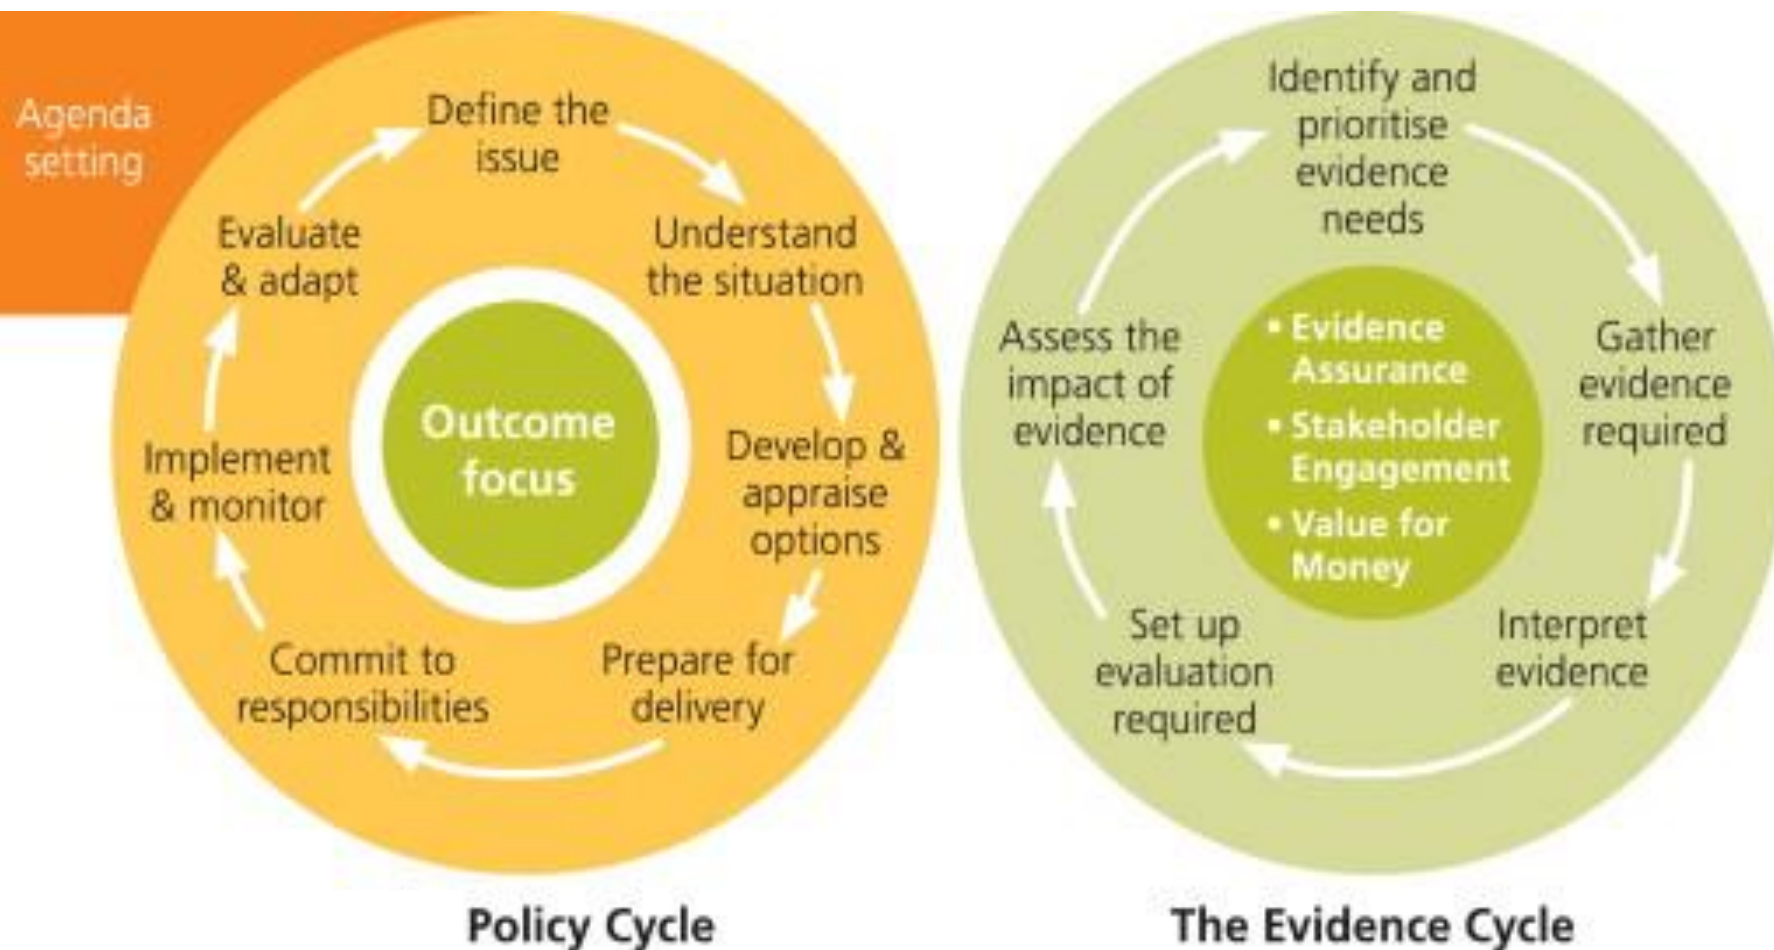 Agenda
setting
Define the
issue
Understand
the situation
Develop &
appraise
options
Prepare for
delivery
Commit to
responsibilities
Implement
& monitor
Evaluate
& adapt
Outcome
focus
Policy Cycle
Identify and
prioritise
evidence
needs
Gather
evidence
required
Interpret
evidence
Set up
evaluation
required
Assess the
impact of
evidence
• Evidence
Assurance
• Stakeholder
Engagement
• Value for
Money
The Evidence Cycle